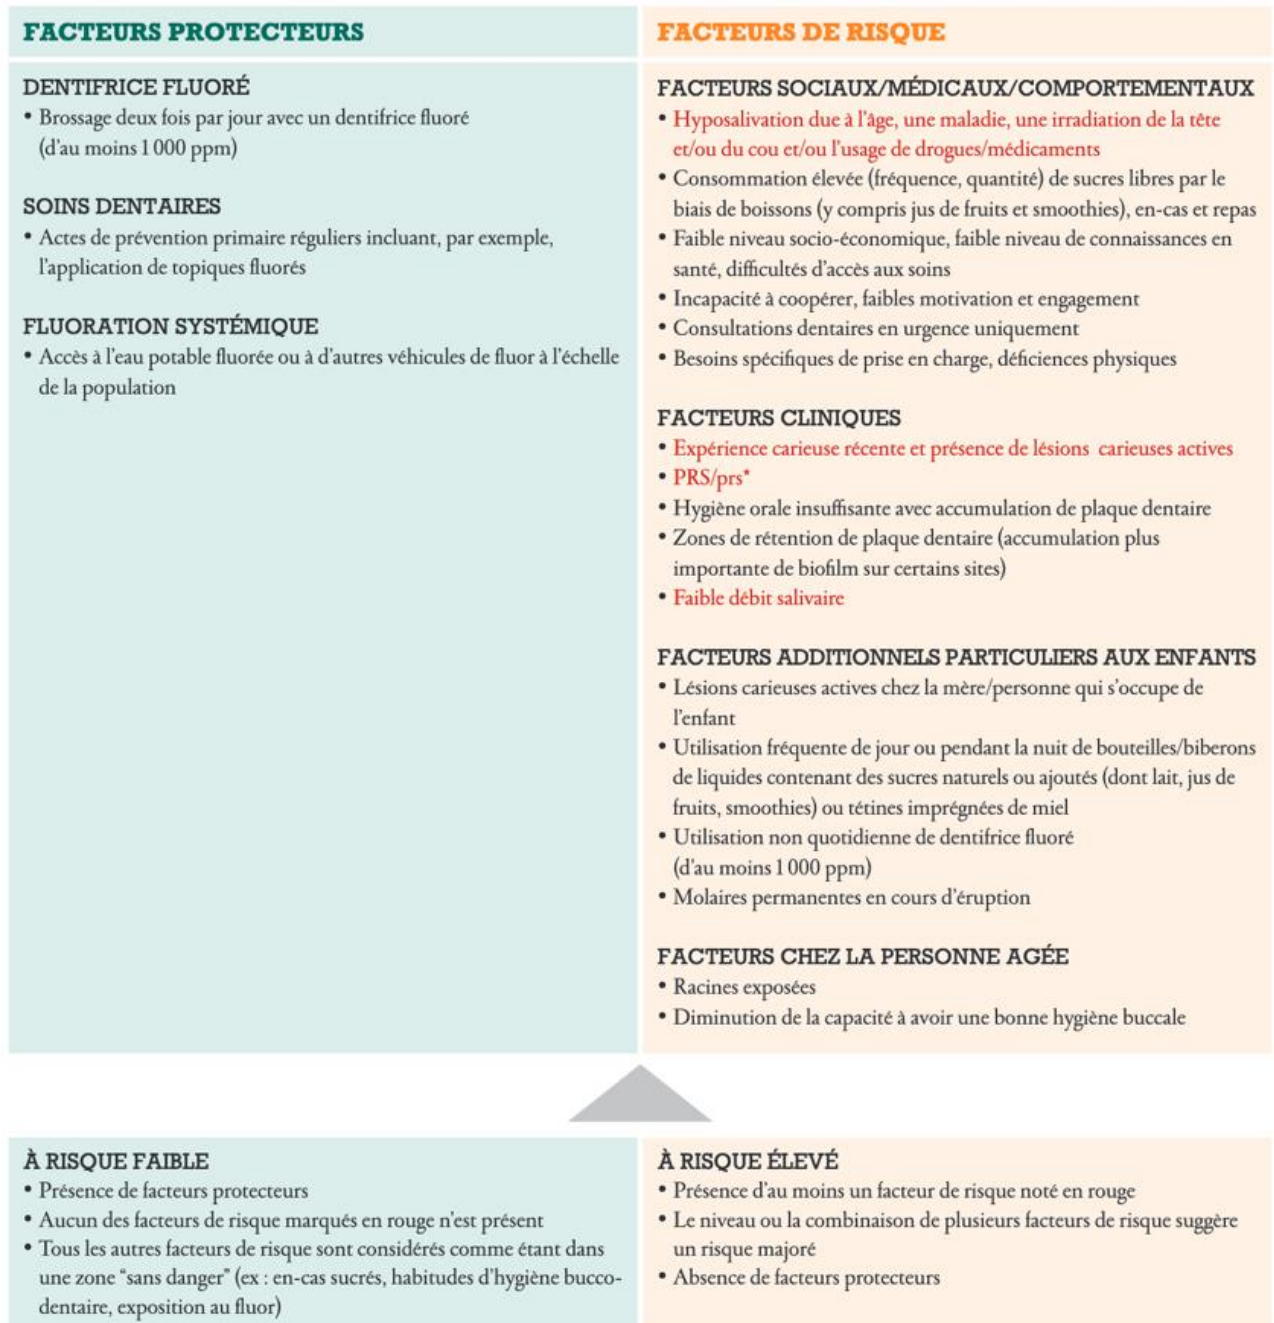 FACTEURS PROTECTEURS
DENTIFRICE FLUORÉ
• Brossage deux fois par jour avec un dentifrice fluoré
(d'au moins 1 000 ppm)
SOINS DENTAIRES
• Actes de prévention primaire réguliers incluant, par exemple,
l'application de topiques fluorés
FLUORATION SYSTÉMIQUE
• Accès à l'eau potable fluorée ou à d'autres véhicules de fluor à l'échelle
de la population
FACTEURS DE RISQUE
FACTEURS SOCIAUX/MÉDICAUX/COMPORTEMENTAUX
• Hyposalivation due à l'âge, une maladie, une irradiation de la tête
et/ou du cou et/ou l'usage de drogues/médicaments
• Consommation élevée (fréquence, quantité) de sucres libres par le
biais de boissons (y compris jus de fruits et smoothies), en-cas et repas
• Faible niveau socio-économique, faible niveau de connaissances en
santé, difficultés d'accès aux soins
• Incapacité à coopérer, faibles motivation et engagement
• Consultations dentaires en urgence uniquement
• Besoins spécifiques de prise en charge, déficiences physiques
FACTEURS CLINIQUES
• Expérience carieuse récente et présence de lésions carieuses actives
• PRS/prs*
• Hygiène orale insuffisante avec accumulation de plaque dentaire
• Zones de rétention de plaque dentaire (accumulation plus
importante de biofilm sur certains sites)
• Faible débit salivaire
FACTEURS ADDITIONNELS PARTICULIERS AUX ENFANTS
• Lésions carieuses actives chez la mère/personne qui s'occupe de
l'enfant
• Utilisation fréquente de jour ou pendant la nuit de bouteilles/biberons
de liquides contenant des sucres naturels ou ajoutés (dont lait, jus de
fruits, smoothies) ou tétines imprégnées de miel
• Utilisation non quotidienne de dentifrice fluoré
(d'au moins 1 000 ppm)
• Molaires permanentes en cours d'éruption
FACTEURS CHEZ LA PERSONNE AGÉE
• Racines exposées
• Diminution de la capacité à avoir une bonne hygiène buccale
À RISQUE FAIBLE
• Présence de facteurs protecteurs
• Aucun des facteurs de risque marqués en rouge n'est présent
• Tous les autres facteurs de risque sont considérés comme étant dans
une zone "sans danger" (ex : en-cas sucrés, habitudes d'hygiène bucco-
dentaire, exposition au fluor)
À RISQUE ÉLEVÉ
• Présence d'au moins un facteur de risque noté en rouge
• Le niveau ou la combinaison de plusieurs facteurs de risque suggère
un risque majoré
• Absence de facteurs protecteurs